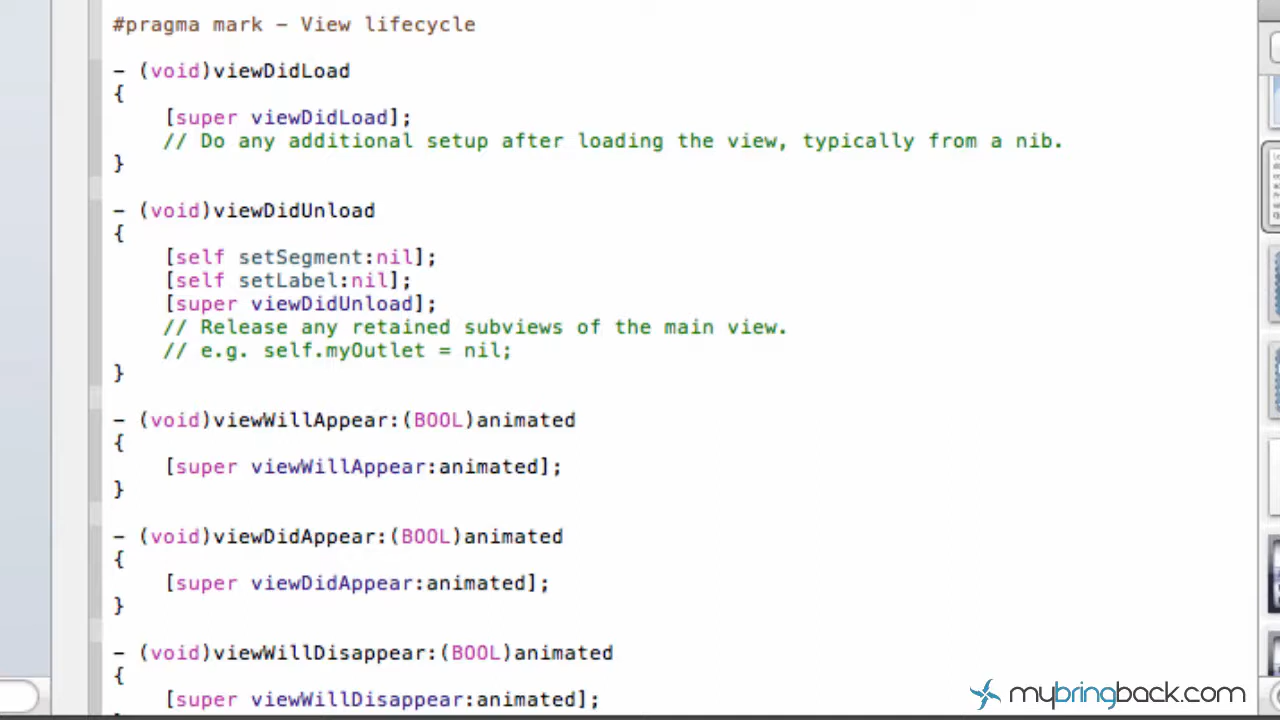 #pragma mark - View lifecycle
- (void)viewDidLoad
{
[super viewDidLoad];
// Do any additional setup after loading the view, typically from a nib.
}
- (void)viewDidUnload
{
[self setSegment:nil];
[self setLabel:nil];
[super viewDidUnload];
// Release any retained subviews of the main view.
// e.g. self.myOutlet = nil;
}
- (void)viewWillAppear:(BOOL)animated
{
[super viewWillAppear:animated];
}
- (void)viewDidAppear:(BOOL)animated
{
[super viewDidAppear:animated];
}
- (void)viewWillDisappear:(BOOL)animated
{
[super viewWillDisappear:animated];
mybringback.com